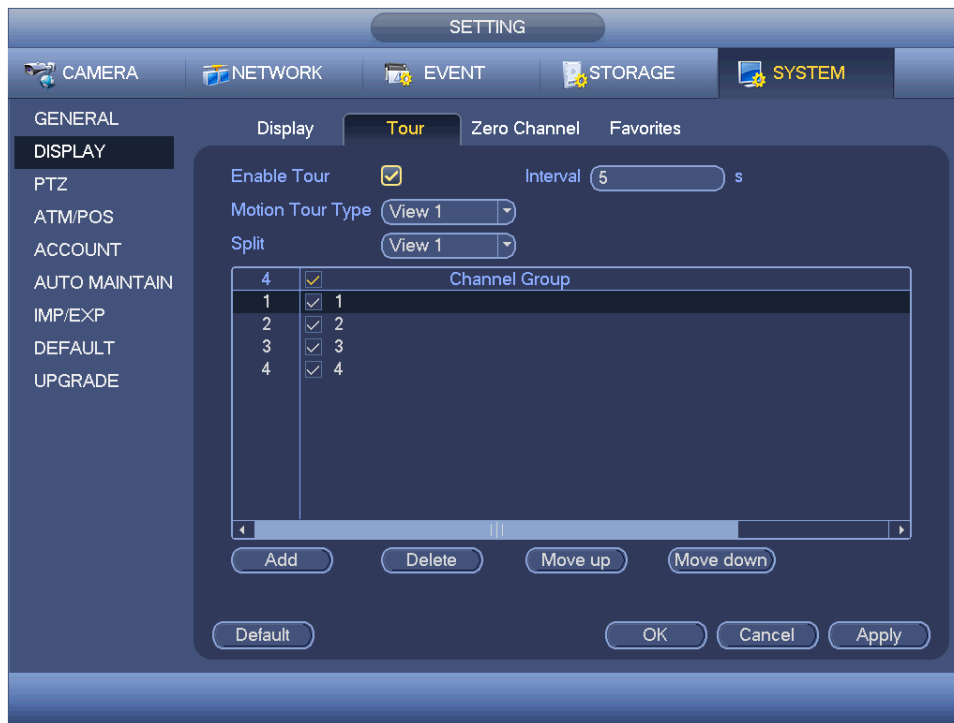 SETTING
CAMERA NETWORK EVENT STORAGE SYSTEM
GENERAL
DISPLAY
PTZ
ATM/POS
ACCOUNT
AUTO MAINTAIN
IMP/EXP
DEFAULT
UPGRADE
Display Tour Zero Channel Favorites
Enable Tour Interval 5 s
Motion Tour Type View 1
Split View 1
4 Channel Group
1 1
2 2
3 3
4 4
Add Delete Move up Move down
Default OK Cancel Apply